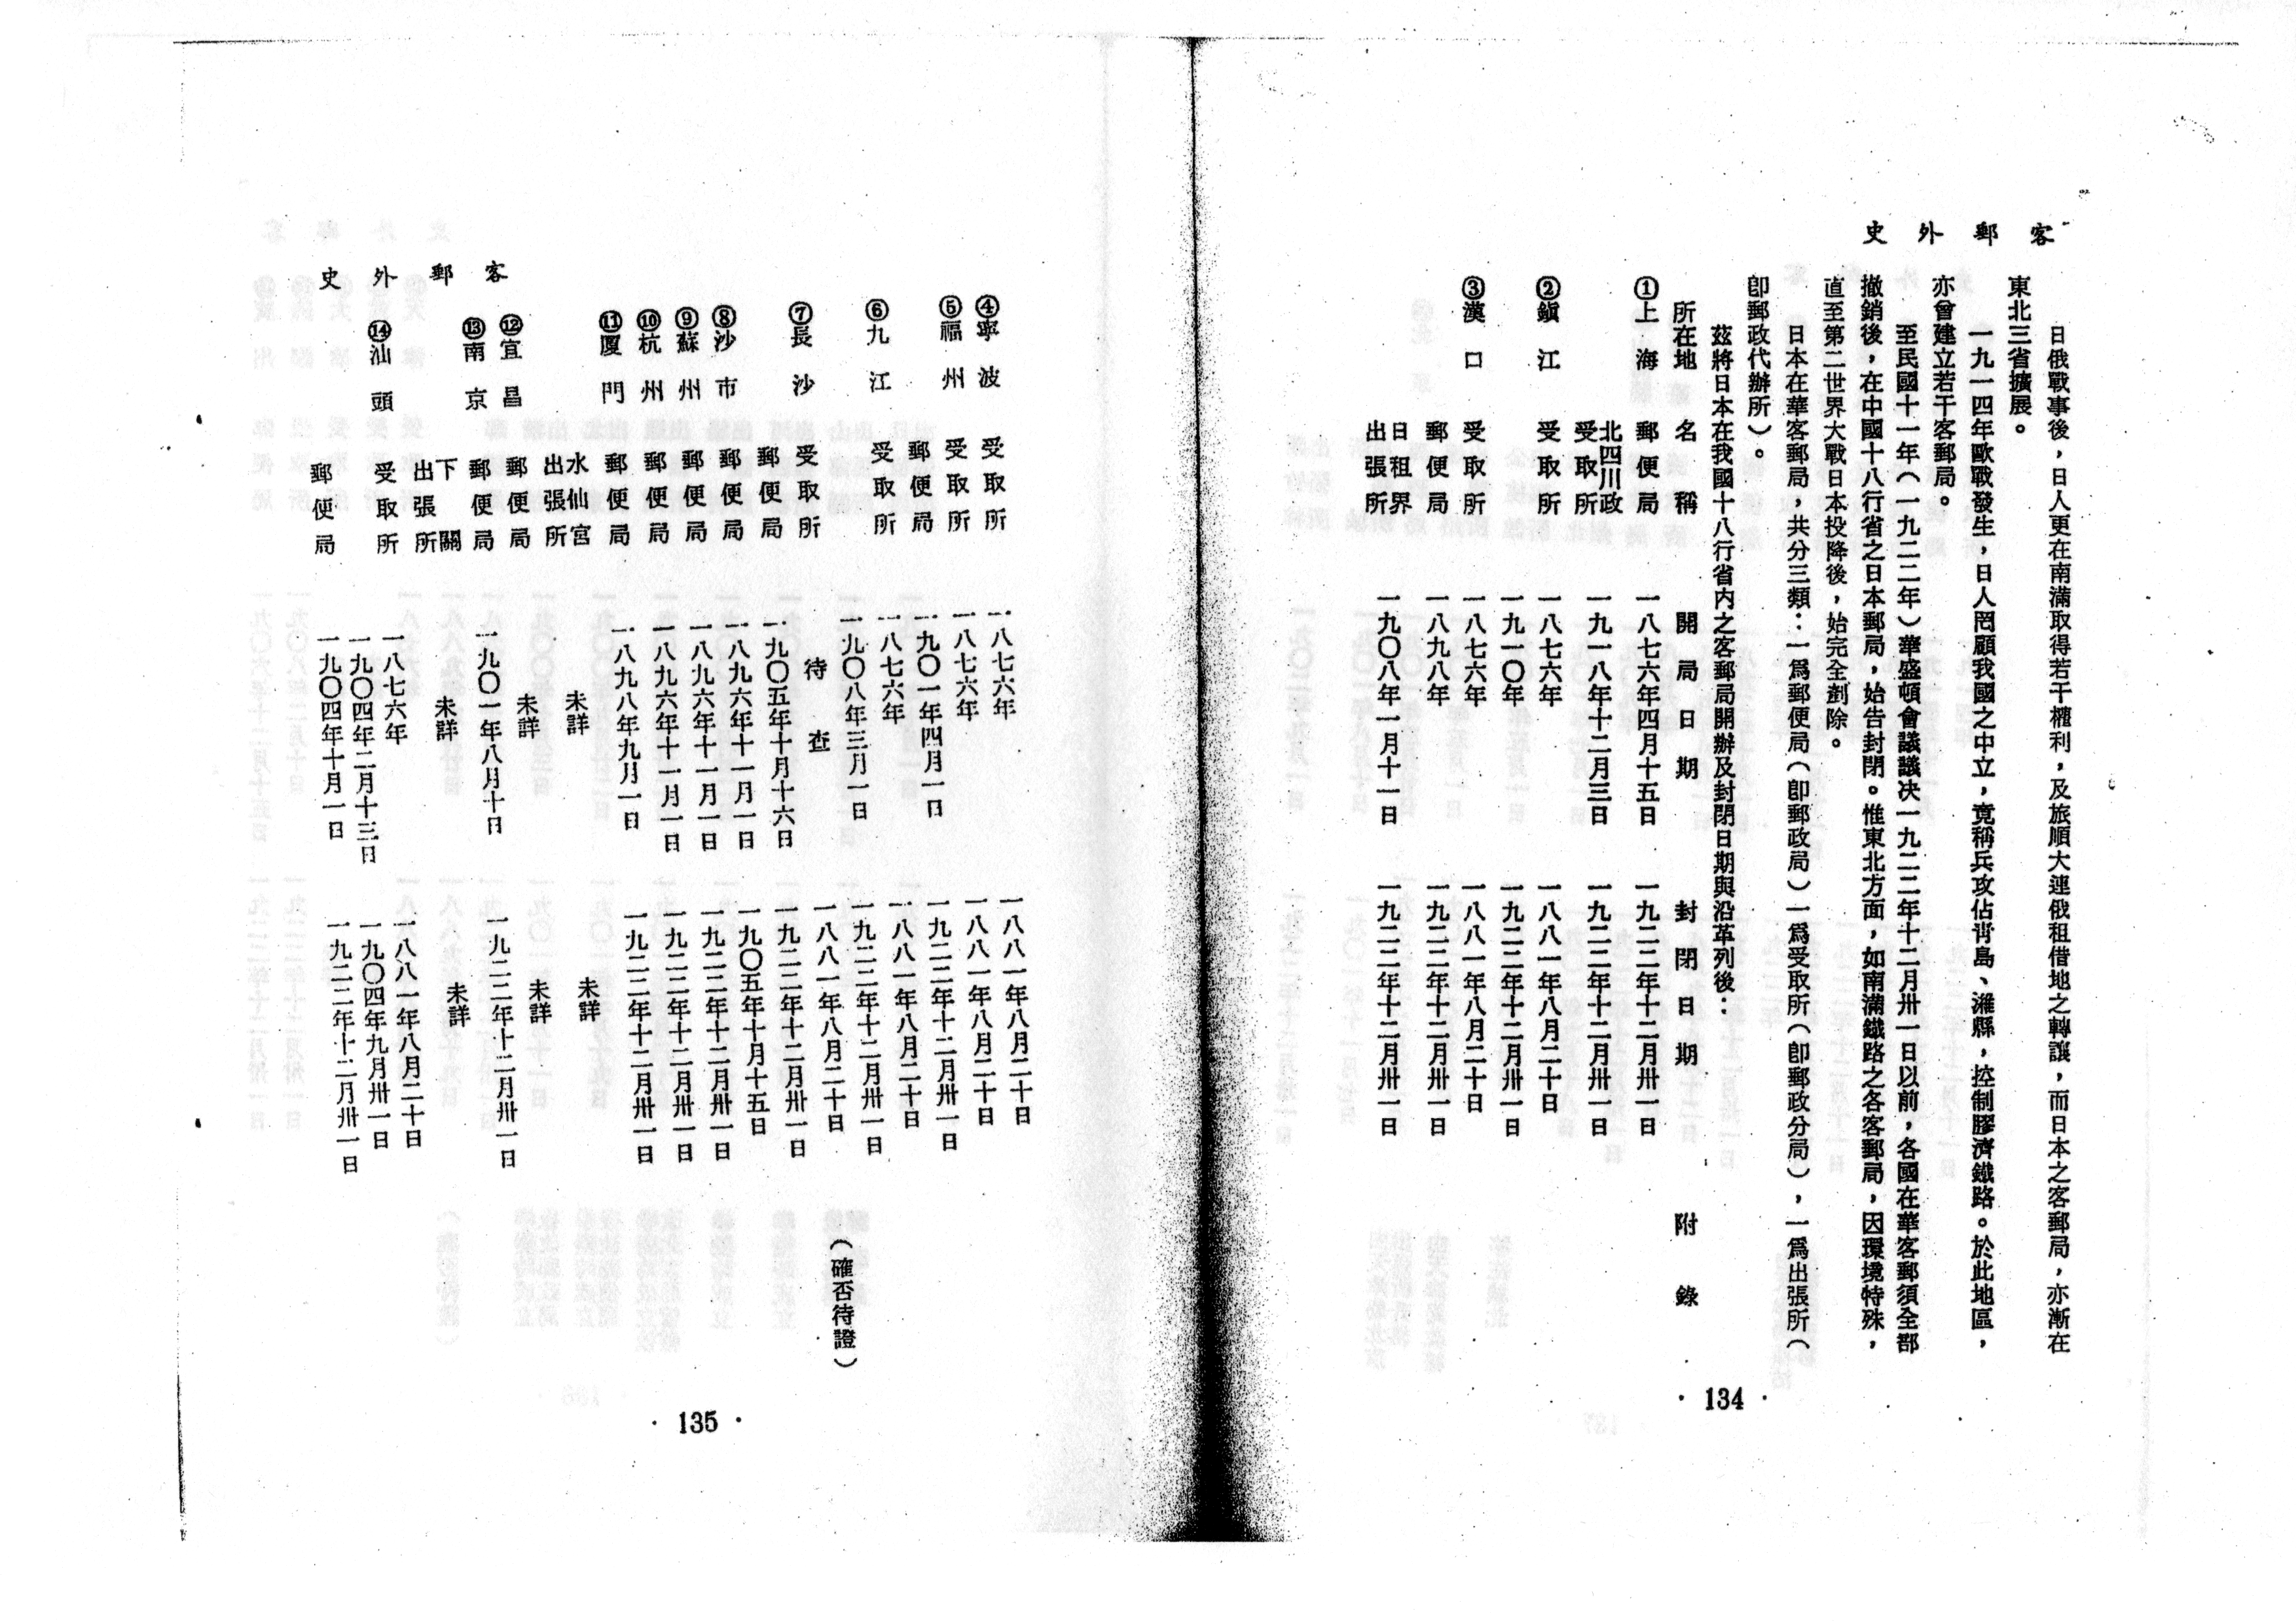 客郵外史
日俄戰事後，日人更在南滿取得若干權利，及旅順大連俄租借地之轉讓，而日本之客郵局，亦漸在
東北三省擴展。
一九一四年歐戰發生，日人罔顧我國之中立，竟稱兵攻佔青島、濰縣，控制膠濟鐵路。於此地區，
亦曾建立若干客郵局。
至民國十一年（一九二二年）華盛頓會議議決一九二二年十二月卅一日以前，各國在華客郵須全部
撤銷後，在中國十八行省之日本郵局，始告封閉。惟東北方面，如南滿鐵路之各客郵局，因環境特殊，
直至第二世界大戰日本投降後，始完全剷除。
日本在華客郵局，共分三類：一爲郵便局（卽郵政局）一爲受取所（卽郵政分局），一爲出張所（
卽郵政代辦所）。
茲將日本在我國十八行省內之客郵局開辦及封閉日期與沿革列後：
所在地 名稱 開局日期 封閉日期 附錄
①上海 郵便局 一八七六年四月十五日 一九二二年十二月卅一日
北四川政受取所 一九一八年十二月三日 一九二二年十二月卅一日
②鎮江 受取所 一八七六年 一八八一年八月二十日
一九一〇年 一九二二年十二月卅一日
③漢口 受取所 一八七六年 一八八一年八月二十日
郵便局 一八九八年 一九二二年十二月卅一日
日租界出張所 一九〇八年一月十一日 一九二二年十二月卅一日
· 134 ·
④寧波 受取所 一八七六年 一八八一年八月二十日
⑤福州 受取所 一八七六年 一八八一年八月二十日
郵便局 一九〇一年四月一日 一九二二年十二月卅一日
⑥九江 受取所 一八七六年 一八八一年八月二十日
一九〇八年三月一日 一九二二年十二月卅一日
⑦長沙 受取所 待查 一八八一年八月二十日 （確否待證）
郵便局 一九〇五年十月十六日 一九二二年十二月卅一日
⑧沙市 郵便局 一八九六年十一月一日 一九〇五年十月十五日
⑨蘇州 郵便局 一八九六年十一月一日 一九二二年十二月卅一日
⑩杭州 郵便局 一八九六年十一月一日 一九二二年十二月卅一日
⑪廈門 郵便局 一八九八年九月一日 一九二二年十二月卅一日
水仙宮出張所 未詳 未詳
⑫宜昌 郵便局 未詳 未詳
⑬南京 郵便局 一九〇一年八月十日 一九二二年十二月卅一日
下關出張所 未詳 未詳
⑭汕頭 受取所 一八七六年 一八八一年八月二十日
一九〇四年二月十三日 一九〇四年九月卅一日
郵便局 一九〇四年十月一日 一九二二年十二月卅一日
客郵外史
· 135 ·